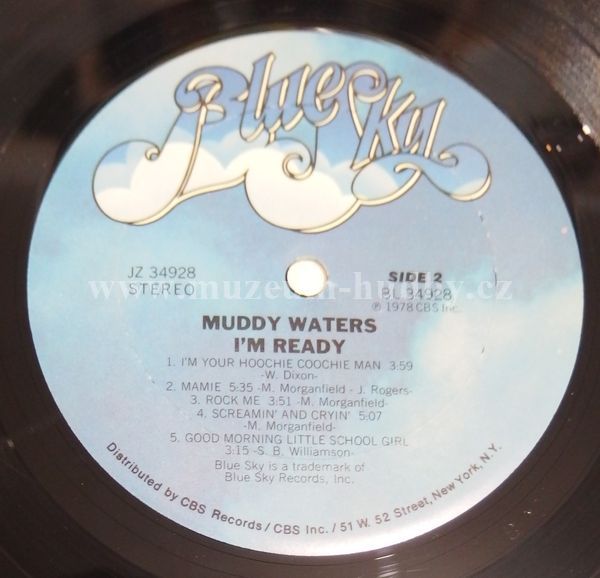 Blue Sky
JZ 34928
STEREO
SIDE 2
BL 34928
℗ 1978 CBS Inc.
MUDDY WATERS
I'M READY
1. I'M YOUR HOOCHIE COOCHIE MAN 3:59
-W. Dixon-
2. MAMIE 5:35 -M. Morganfield - J. Rogers-
3. ROCK ME 3:51 -M. Morganfield-
4. SCREAMIN' AND CRYIN' 5:07
-M. Morganfield-
5. GOOD MORNING LITTLE SCHOOL GIRL
3:15 -S. B. Williamson-
Blue Sky is a trademark of
Blue Sky Records, Inc.
Distributed by CBS Records / CBS Inc. / 51 W. 52 Street, New York, N.Y.
www.muzeum-hudby.cz